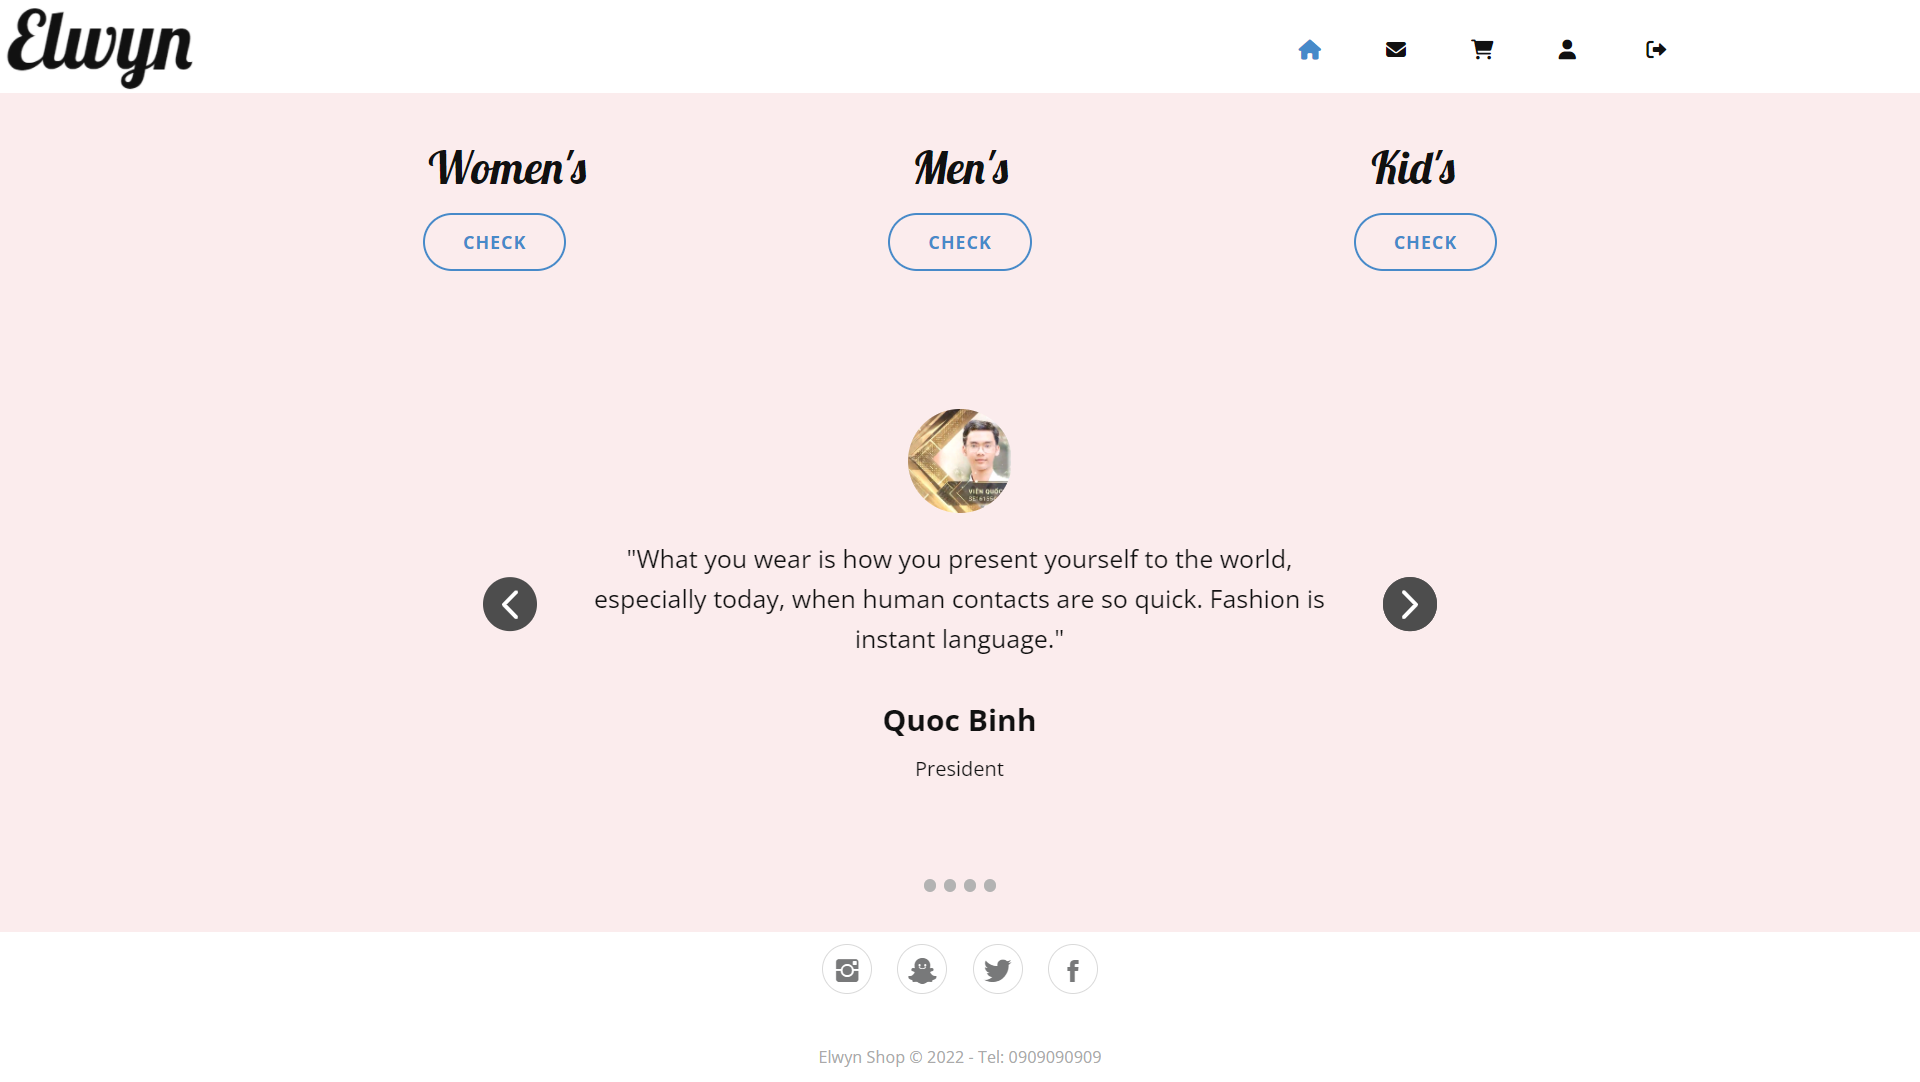 Elwyn
Women's
Men's
Kid's
CHECK
CHECK
CHECK
VIÊN QUỐC
"What you wear is how you present yourself to the world,
especially today, when human contacts are so quick. Fashion is
instant language."
Quoc Binh
President
Elwyn Shop © 2022 - Tel: 0909090909